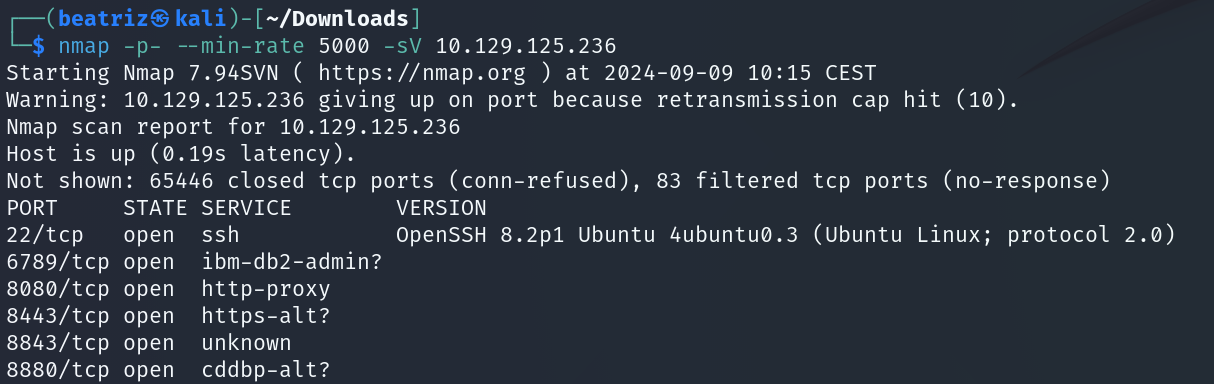 ┌──(beatriz㉿kali)-[~/Downloads]
└─$ nmap -p- --min-rate 5000 -sV 10.129.125.236
Starting Nmap 7.94SVN ( https://nmap.org ) at 2024-09-09 10:15 CEST
Warning: 10.129.125.236 giving up on port because retransmission cap hit (10).
Nmap scan report for 10.129.125.236
Host is up (0.19s latency).
Not shown: 65446 closed tcp ports (conn-refused), 83 filtered tcp ports (no-response)
PORT     STATE SERVICE         VERSION
22/tcp   open  ssh             OpenSSH 8.2p1 Ubuntu 4ubuntu0.3 (Ubuntu Linux; protocol 2.0)
6789/tcp open  ibm-db2-admin?
8080/tcp open  http-proxy
8443/tcp open  https-alt?
8843/tcp open  unknown
8880/tcp open  cddbp-alt?